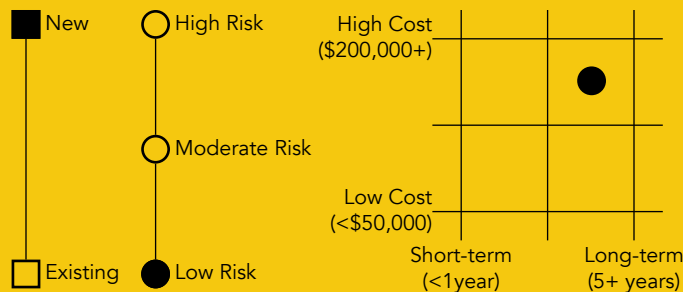 New
High Risk
High Cost
($200,000+)
Moderate Risk
Low Cost
(<$50,000)
Existing
Low Risk
Short-term
(<1year)
Long-term
(5+ years)